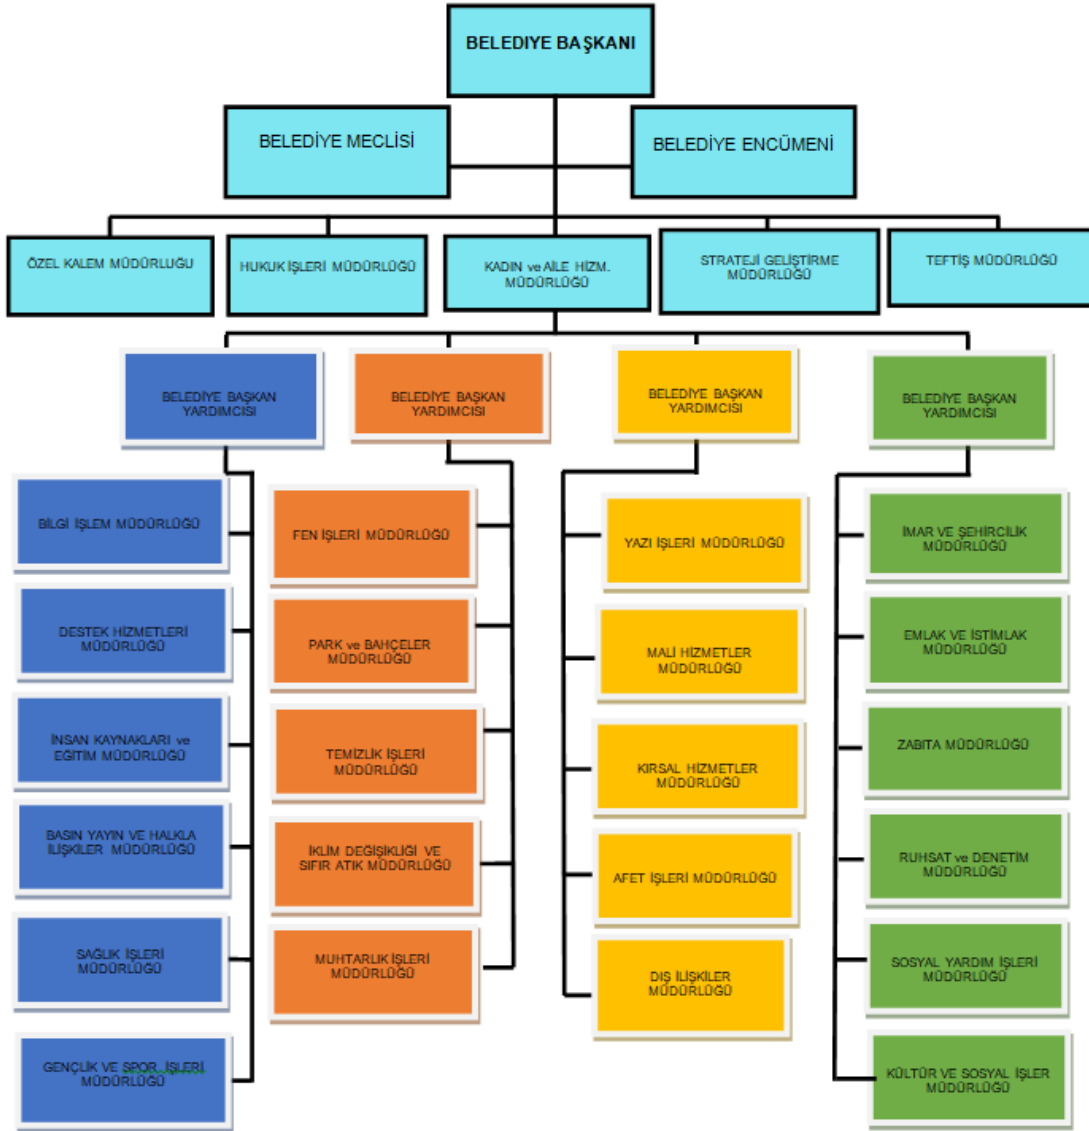 BELEDIYE BAŞKANI
BELEDİYE MECLİSİ
BELEDİYE ENCÜMENİ
ÖZEL KALEM MÜDÜRLUĞU
HUKUK İŞLERİ MÜDÜRLÜĞÜ
KADIN ve AİLE HİZM.
MÜDÜRLÜĞÜ
STRATEJİ GELİŞTİRME
MÜDÜRLÜĞÜ
TEFTİŞ MÜDÜRLÜĞÜ
BELEDİYE BAŞKAN
YARDIMCISI
BELEDİYE BAŞKAN
YARDIMCISI
BELEDİYE BAŞKAN
YARDIMCISI
BELEDİYE BAŞKAN
YARDIMCISI
BİLGİ İŞLEM MÜDÜRLÜĞÜ
DESTEK HİZMETLERİ
MÜDÜRLÜĞÜ
İNSAN KAYNAKLARI ve
EĞİTİM MÜDÜRLÜĞÜ
BASIN YAYIN VE HALKLA
İLİŞKİLER MÜDÜRLÜĞÜ
SAĞLIK İŞLERİ
MÜDÜRLÜĞÜ
GENÇLİK VE SPOR İŞLERİ
MÜDÜRLÜĞÜ
FEN İŞLERİ MÜDÜRLÜĞÜ
PARK ve BAHÇELER
MÜDÜRLÜĞÜ
TEMİZLİK İŞLERİ
MÜDÜRLÜĞÜ
İKLİM DEĞİŞİKLİĞİ VE
SIFIR ATIK MÜDÜRLÜĞÜ
MUHTARLIK İŞLERİ
MÜDÜRLÜĞÜ
YAZI İŞLERİ MÜDÜRLÜĞÜ
MALİ HİZMETLER
MÜDÜRLÜĞÜ
KIRSAL HİZMETLER
MÜDÜRLÜĞÜ
AFET İŞLERİ MÜDÜRLÜĞÜ
DIŞ İLİŞKİLER
MÜDÜRLÜĞÜ
İMAR VE ŞEHİRCİLİK
MÜDÜRLÜĞÜ
EMLAK VE İSTİMLAK
MÜDÜRLÜĞÜ
ZABITA MÜDÜRLÜĞÜ
RUHSAT ve DENETİM
MÜDÜRLÜĞÜ
SOSYAL YARDIM İŞLERİ
MÜDÜRLÜĞÜ
KÜLTÜR VE SOSYAL İŞLER
MÜDÜRLÜĞÜ